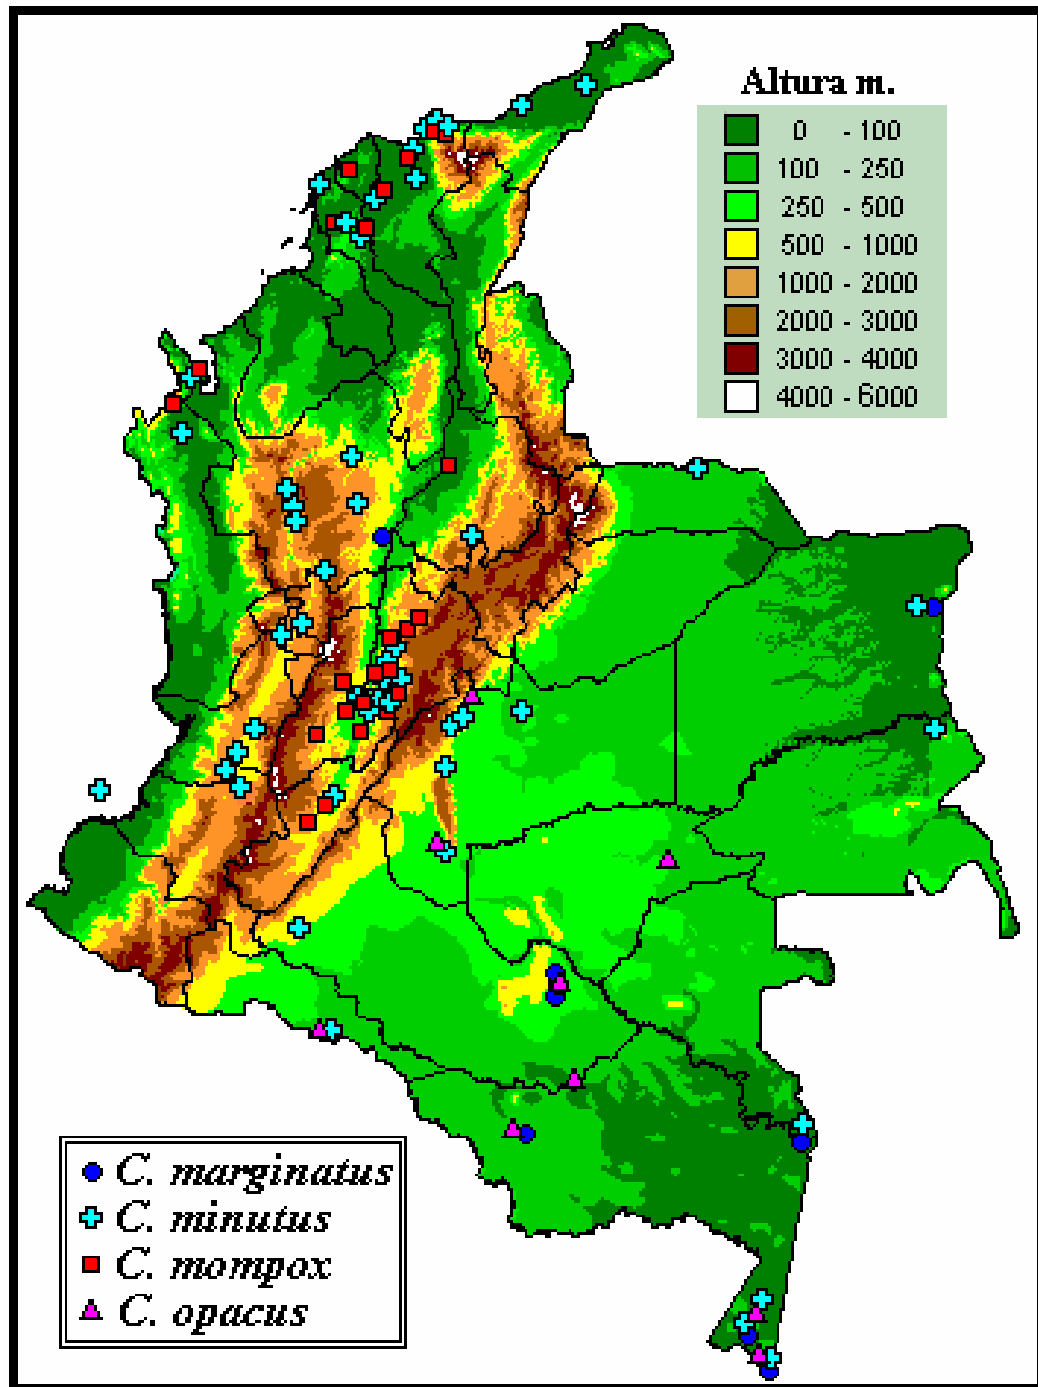 Altura m.
0 - 100
100 - 250
250 - 500
500 - 1000
1000 - 2000
2000 - 3000
3000 - 4000
4000 - 6000
C. marginatus
C. minutus
C. mompox
C. opacus